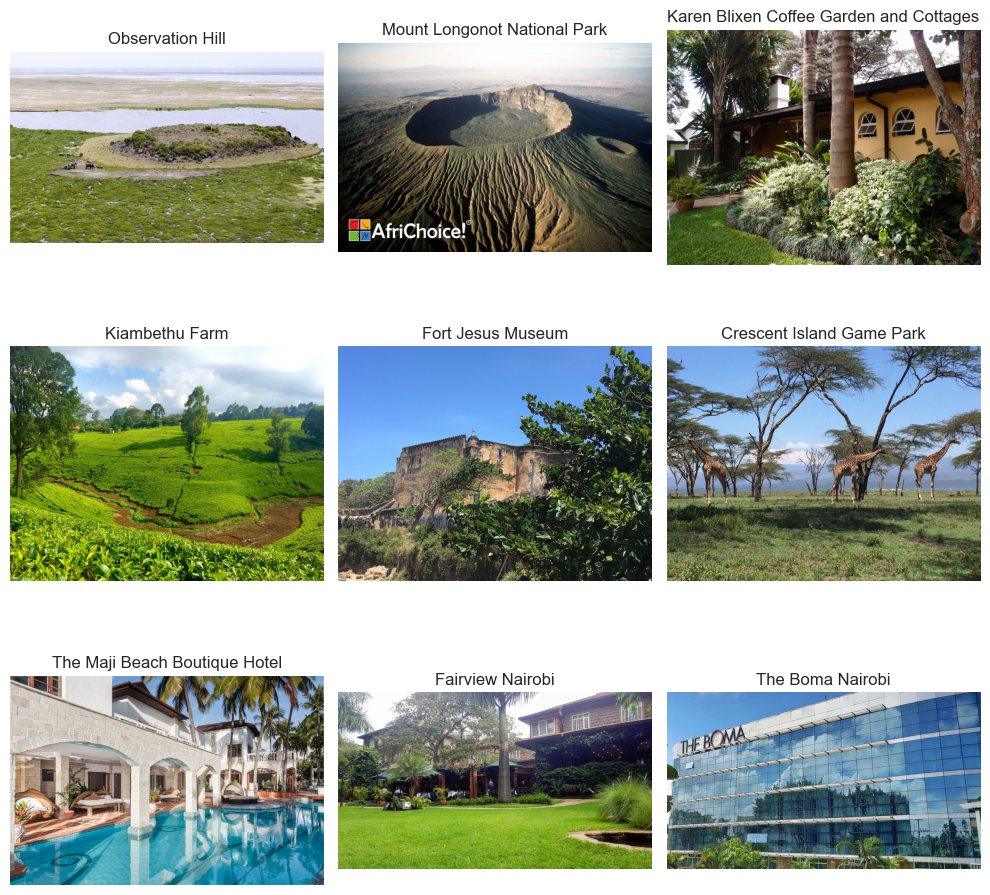 Observation Hill
Mount Longonot National Park
Karen Blixen Coffee Garden and Cottages
AfriChoice!®
Kiambethu Farm
Fort Jesus Museum
Crescent Island Game Park
The Maji Beach Boutique Hotel
Fairview Nairobi
The Boma Nairobi
THE BOMA